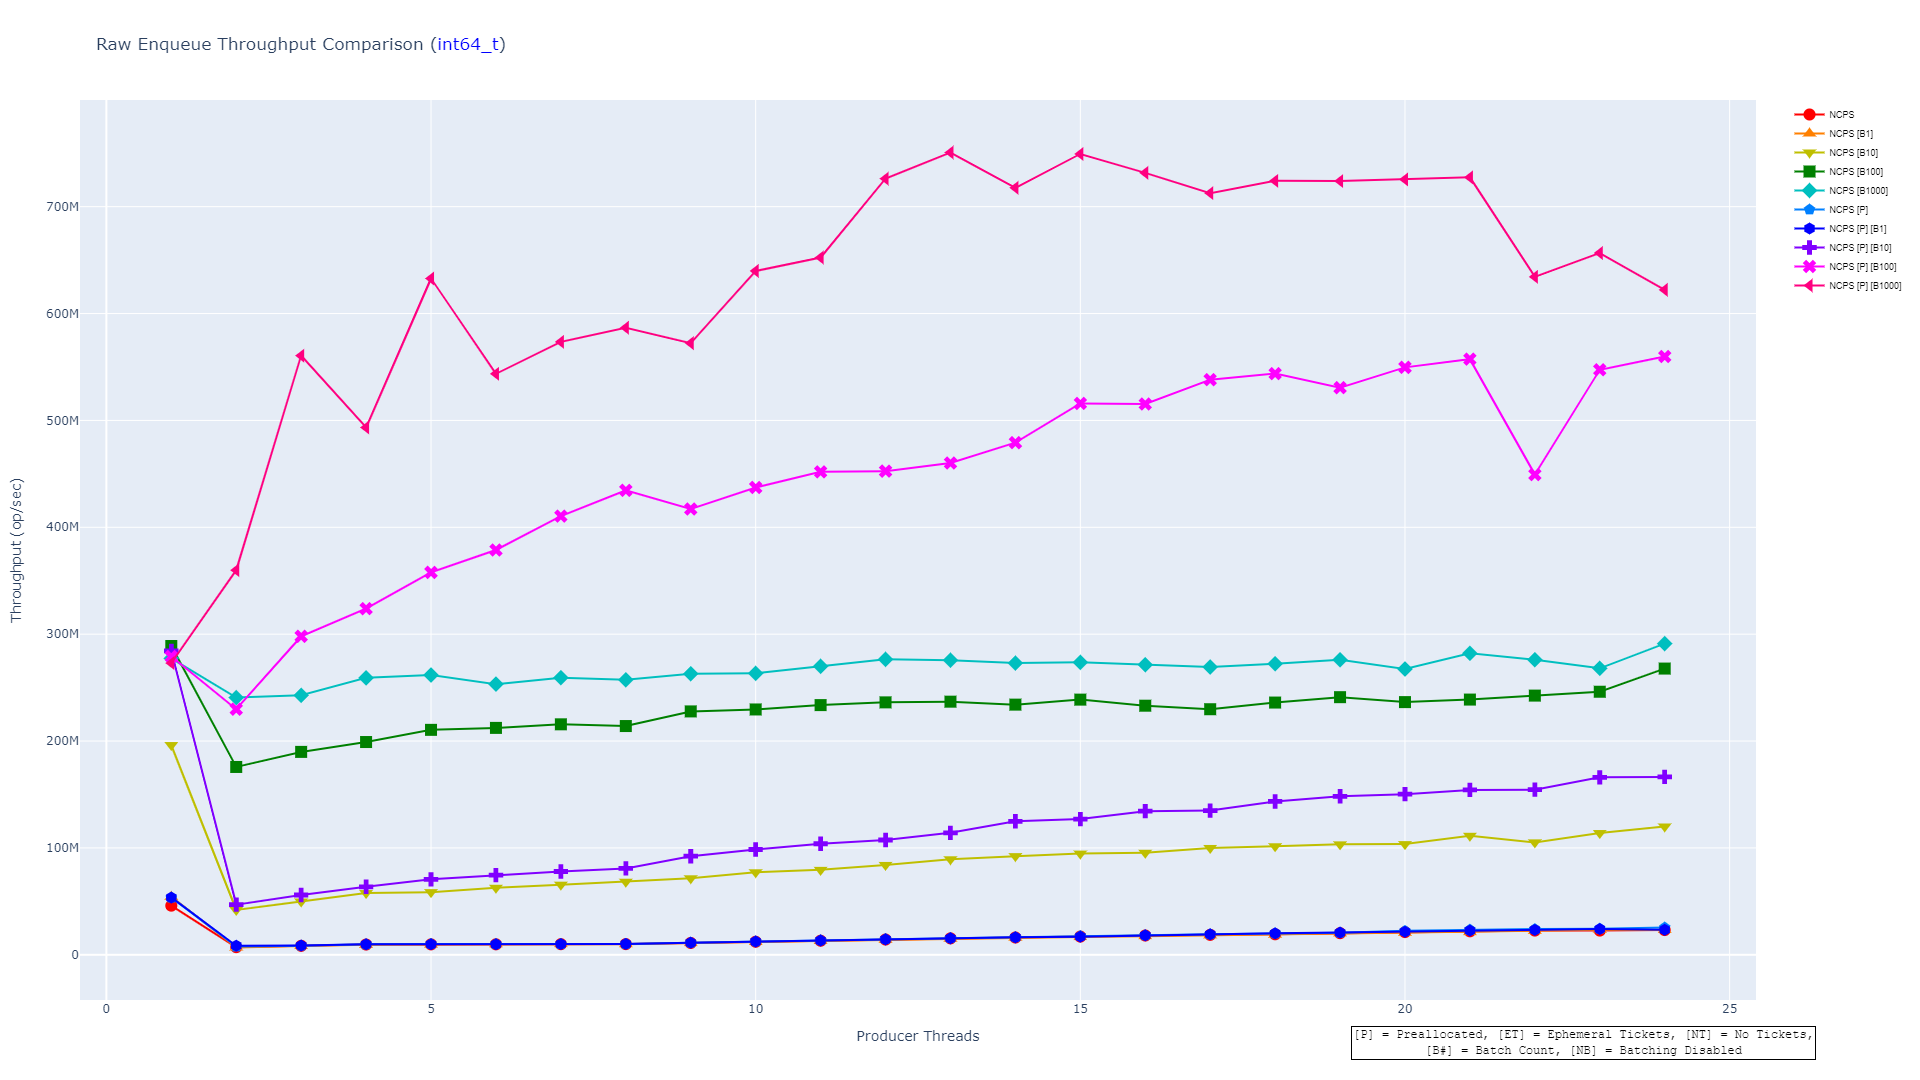 Raw Enqueue Throughput Comparison (int64_t)
NCPS
NCPS [B1]
NCPS [B10]
NCPS [B100]
NCPS [B1000]
NCPS [P]
NCPS [P] [B1]
NCPS [P] [B10]
NCPS [P] [B100]
NCPS [P] [B1000]
Throughput (op/sec)
700M
600M
500M
400M
300M
200M
100M
0
0 5 10 15 20 25
Producer Threads
[P] = Preallocated, [ET] = Ephemeral Tickets, [NT] = No Tickets,
[B#] = Batch Count, [NB] = Batching Disabled